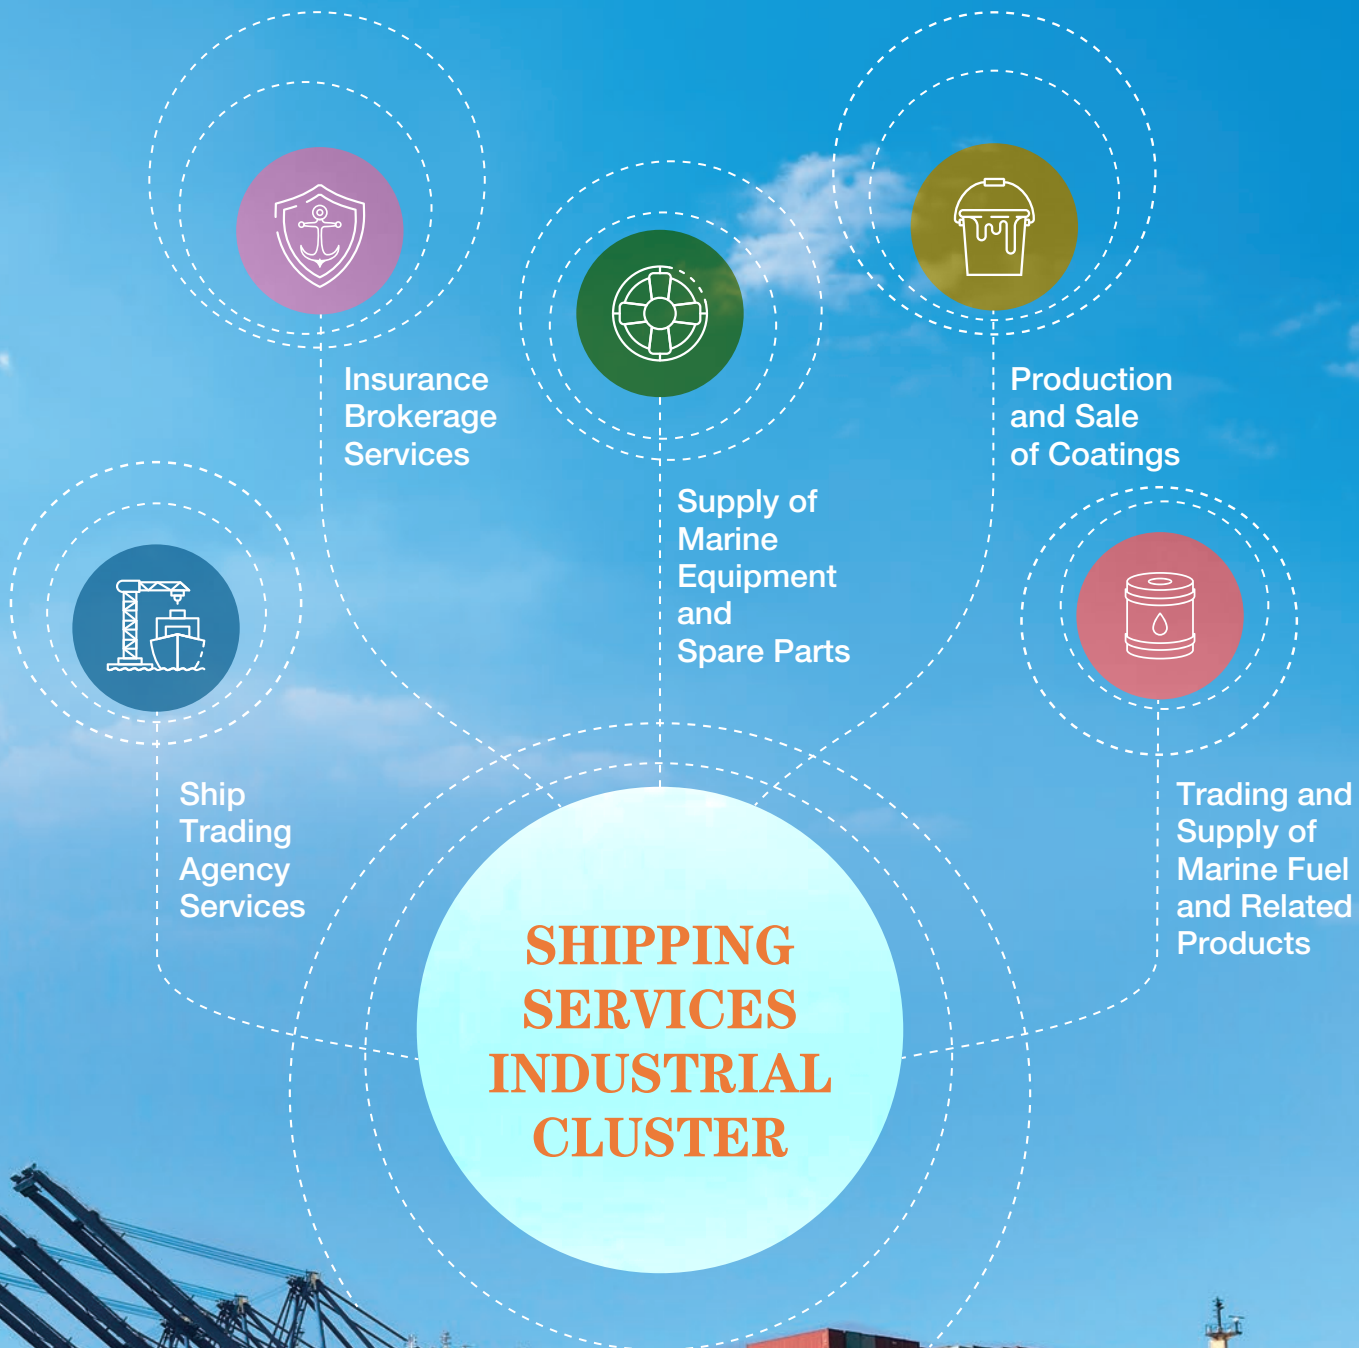 Insurance
Brokerage
Services
Production
and Sale
of Coatings
Supply of
Marine
Equipment
and
Spare Parts
Ship
Trading
Agency
Services
Trading and
Supply of
Marine Fuel
and Related
Products
SHIPPING
SERVICES
INDUSTRIAL
CLUSTER